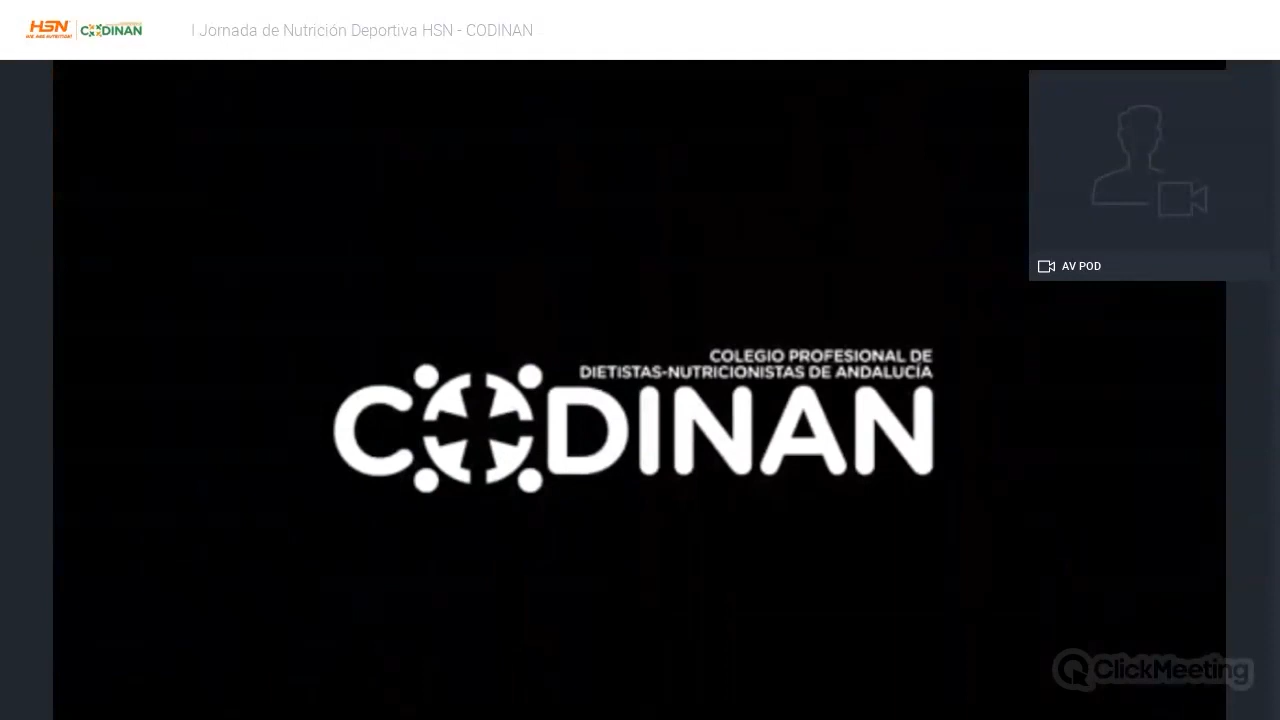 HSN
CODINAN
I Jornada de Nutrición Deportiva HSN - CODINAN
AV POD
COLEGIO PROFESIONAL DE
DIETISTAS-NUTRICIONISTAS DE ANDALUCÍA
CODINAN
ClickMeeting